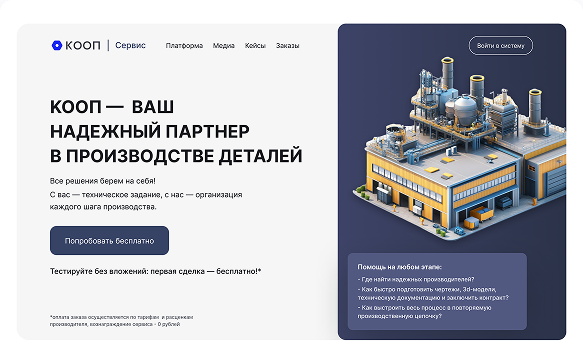 КООП | Сервис
Платформа Медиа Кейсы Заказы
Войти в систему
КООП — ВАШ
НАДЕЖНЫЙ ПАРТНЕР
В ПРОИЗВОДСТВЕ ДЕТАЛЕЙ
Все решения берем на себя!
С вас — техническое задание, с нас — организация
каждого шага производства.
Попробовать бесплатно
Тестируйте без вложений: первая сделка — бесплатно!*
*оплата заказа осуществляется по тарифам и расценкам
производителя, вознаграждение сервиса - 0 рублей
Помощь на любом этапе:
- Где найти надежных производителей?
- Как быстро подготовить чертежи, 3d-модели,
техническую документацию и заключить контракт?
- Как выстроить весь процесс в повторяемую
производственную цепочку?